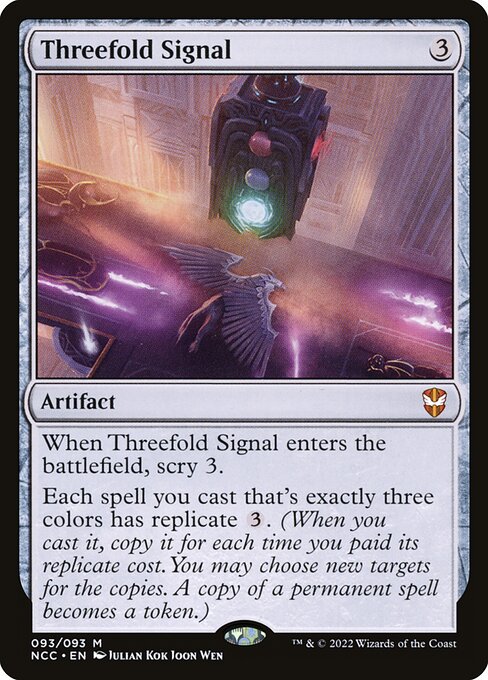 Threefold Signal 3
Artifact
When Threefold Signal enters the
battlefield, scry 3.
Each spell you cast that's exactly three
colors has replicate 3. (When you
cast it, copy it for each time you paid its
replicate cost. You may choose new targets
for the copies. A copy of a permanent spell
becomes a token.)
093/093 M
NCC • EN Julian Kok Joon Wen
™ & © 2022 Wizards of the Coast